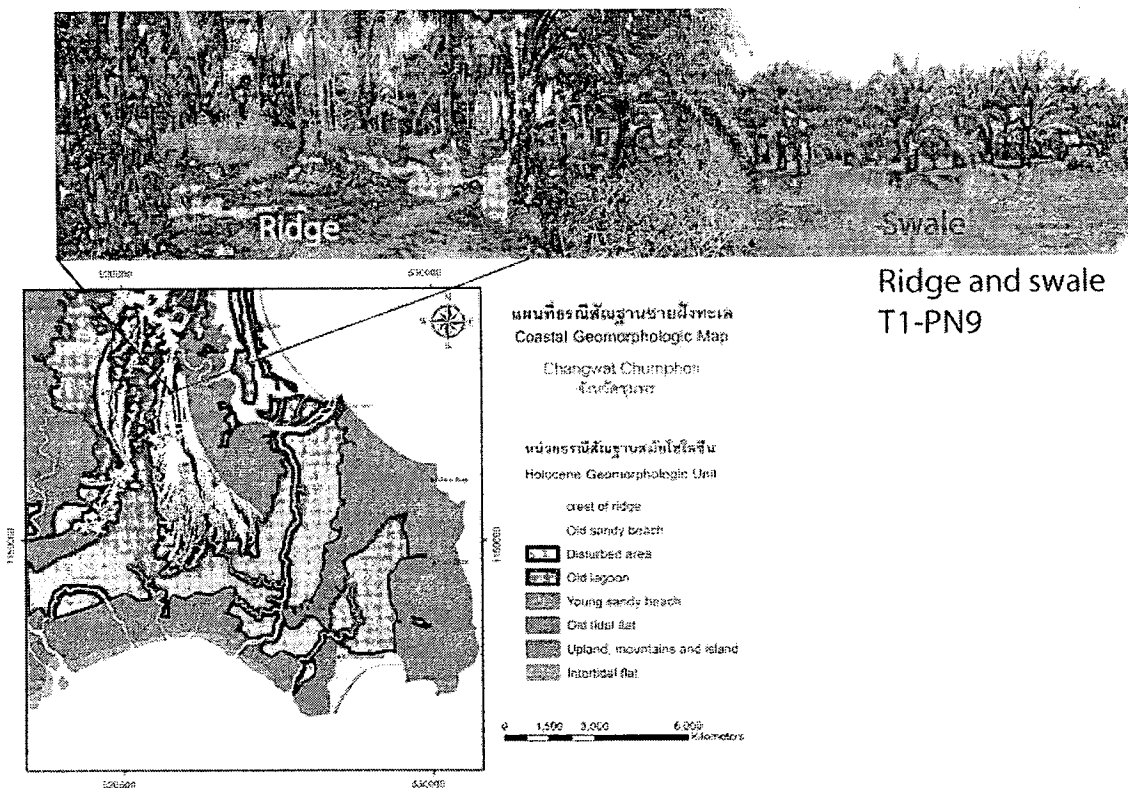 Ridge
Swale
Ridge and swale
T1-PN9
แผนที่ธรณีสัณฐานชายฝั่งทะเล
Coastal Geomorphologic Map
Changwat Chumphon
จังหวัดชุมพร
หน่วยธรณีสัณฐานสมัยโฮโลซีน
Holocene Geomorphologic Unit
crest of ridge
Old sandy beach
Disturbed area
Old lagoon
Young sandy beach
Old tidal flat
Upland, mountains and island
Intertidal flat
0 1,500 3,000 6,000
Kilometers
N